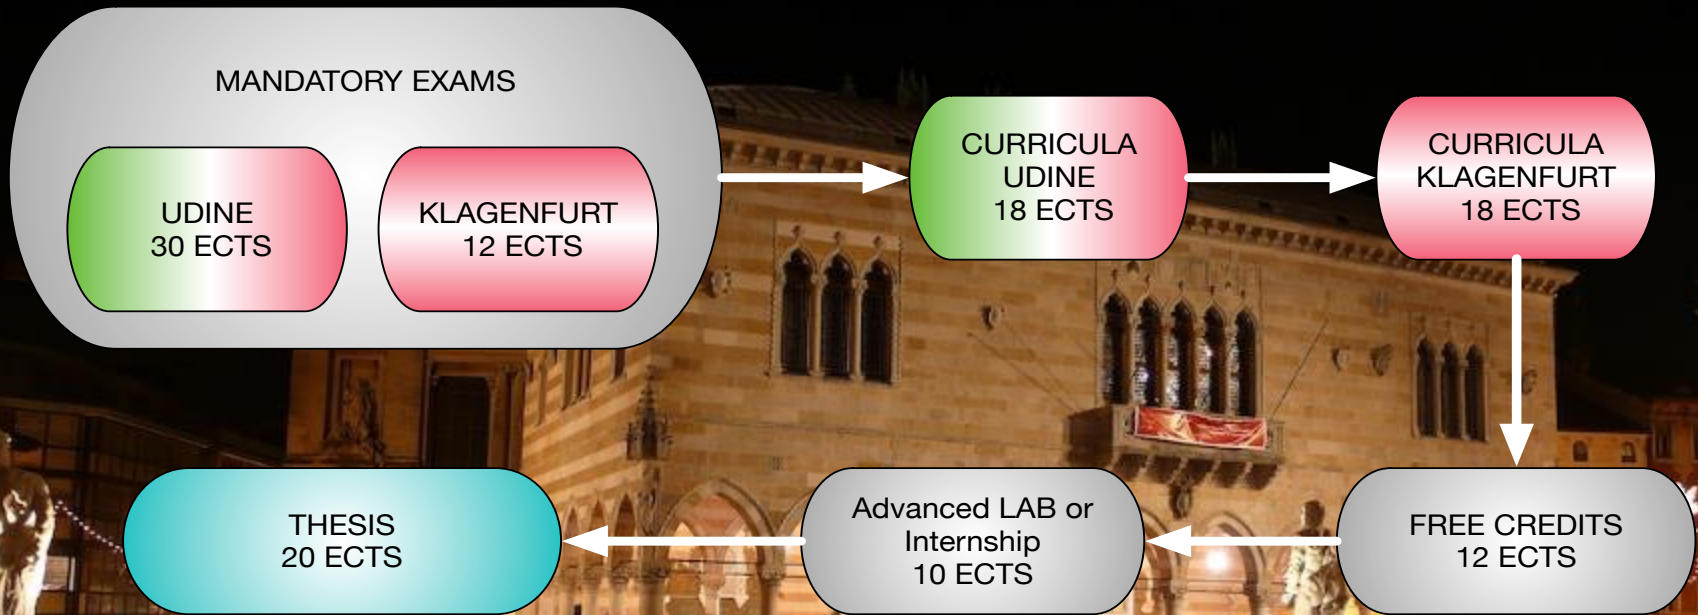 MANDATORY EXAMS
UDINE
30 ECTS
KLAGENFURT
12 ECTS
CURRICULA
UDINE
18 ECTS
CURRICULA
KLAGENFURT
18 ECTS
FREE CREDITS
12 ECTS
Advanced LAB or
Internship
10 ECTS
THESIS
20 ECTS